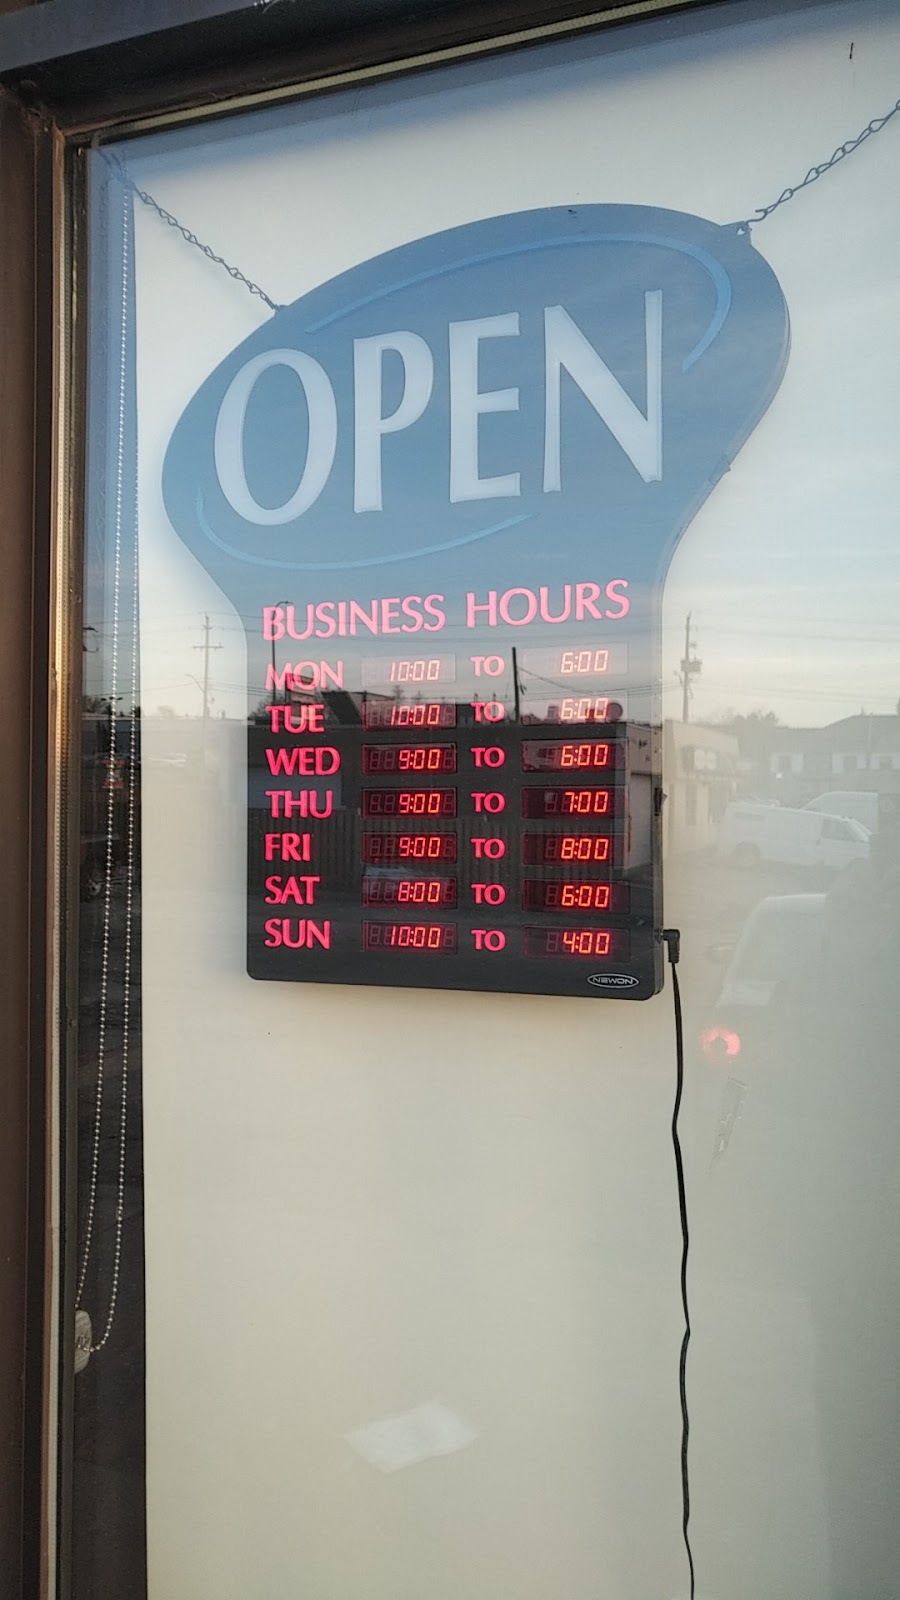 OPEN
BUSINESS HOURS
MON 10:00 TO 6:00
TUE 10:00 TO 6:00
WED 9:00 TO 6:00
THU 9:00 TO 7:00
FRI 9:00 TO 8:00
SAT 8:00 TO 6:00
SUN 10:00 TO 4:00
NEWON